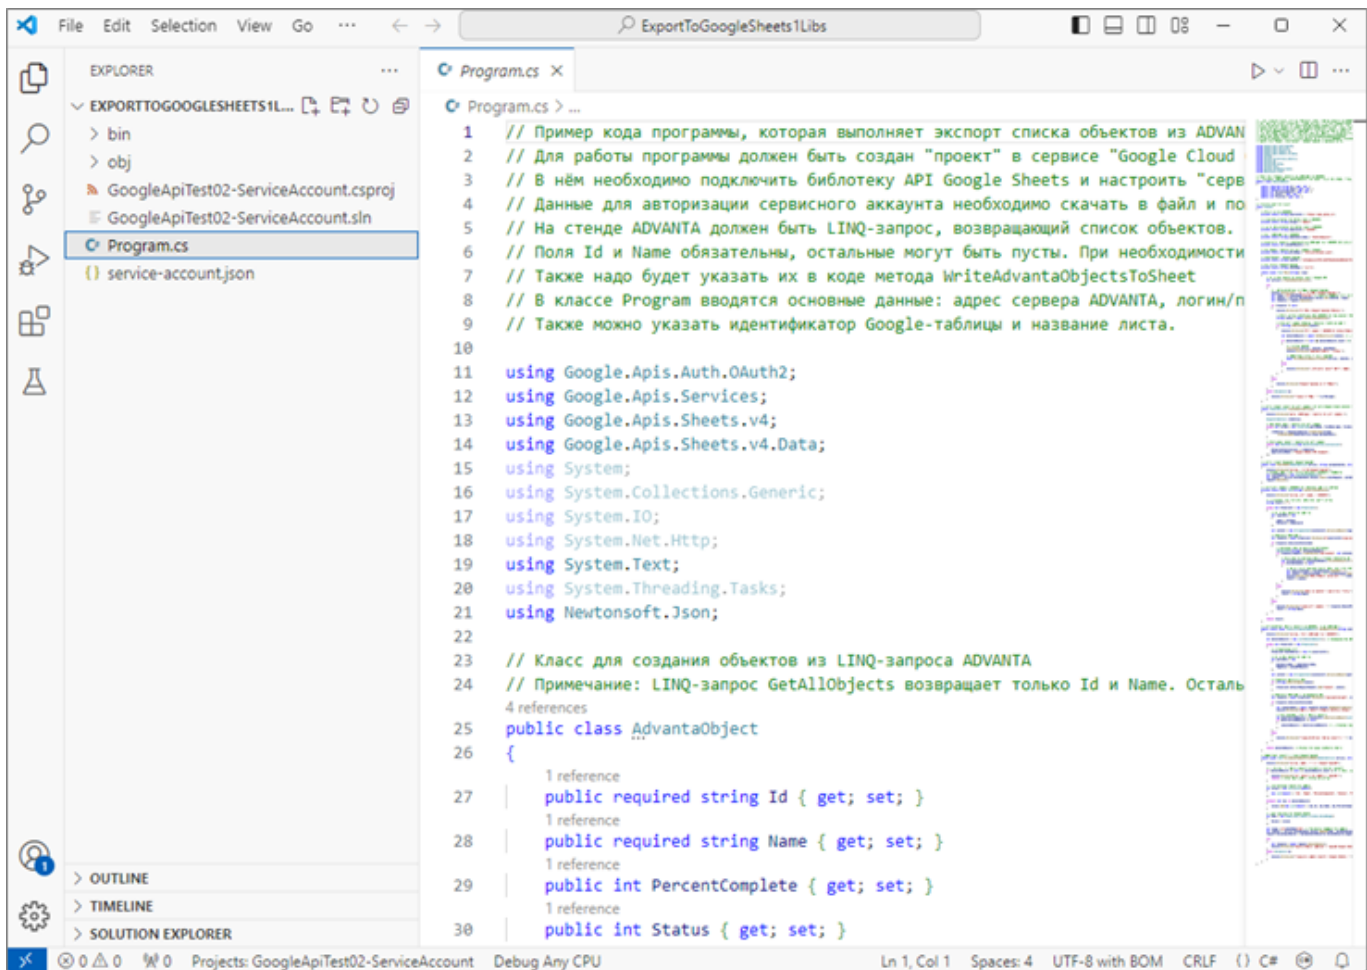 File Edit Selection View Go ··· ExportToGoogleSheets1Libs
EXPLORER ···
EXPORTTOGOOGLESHEETS1L...
bin
obj
GoogleApiTest02-ServiceAccount.csproj
GoogleApiTest02-ServiceAccount.sln
Program.cs
service-account.json
OUTLINE
TIMELINE
SOLUTION EXPLORER
Program.cs
Program.cs > ...
1 // Пример кода программы, которая выполняет экспорт списка объектов из ADVAN
2 // Для работы программы должен быть создан "проект" в сервисе "Google Cloud
3 // В нём необходимо подключить библотеку API Google Sheets и настроить "серв
4 // Данные для авторизации сервисного аккаунта необходимо скачать в файл и по
5 // На стенде ADVANTA должен быть LINQ-запрос, возвращающий список объектов.
6 // Поля Id и Name обязательны, остальные могут быть пусты. При необходимости
7 // Также надо будет указать их в коде метода WriteAdvantaObjectsToSheet
8 // В классе Program вводятся основные данные: адрес сервера ADVANTA, логин/п
9 // Также можно указать идентификатор Google-таблицы и название листа.
10
11 using Google.Apis.Auth.OAuth2;
12 using Google.Apis.Services;
13 using Google.Apis.Sheets.v4;
14 using Google.Apis.Sheets.v4.Data;
15 using System;
16 using System.Collections.Generic;
17 using System.IO;
18 using System.Net.Http;
19 using System.Text;
20 using System.Threading.Tasks;
21 using Newtonsoft.Json;
22
23 // Класс для создания объектов из LINQ-запроса ADVANTA
24 // Примечание: LINQ-запрос GetAllObjects возвращает только Id и Name. Осталь
4 references
25 public class AdvantaObject
26 {
1 reference
27 public required string Id { get; set; }
1 reference
28 public required string Name { get; set; }
1 reference
29 public int PercentComplete { get; set; }
1 reference
30 public int Status { get; set; }
1
0 0 0 Projects: GoogleApiTest02-ServiceAccount Debug Any CPU Ln 1, Col 1 Spaces: 4 UTF-8 with BOM CRLF {} C#